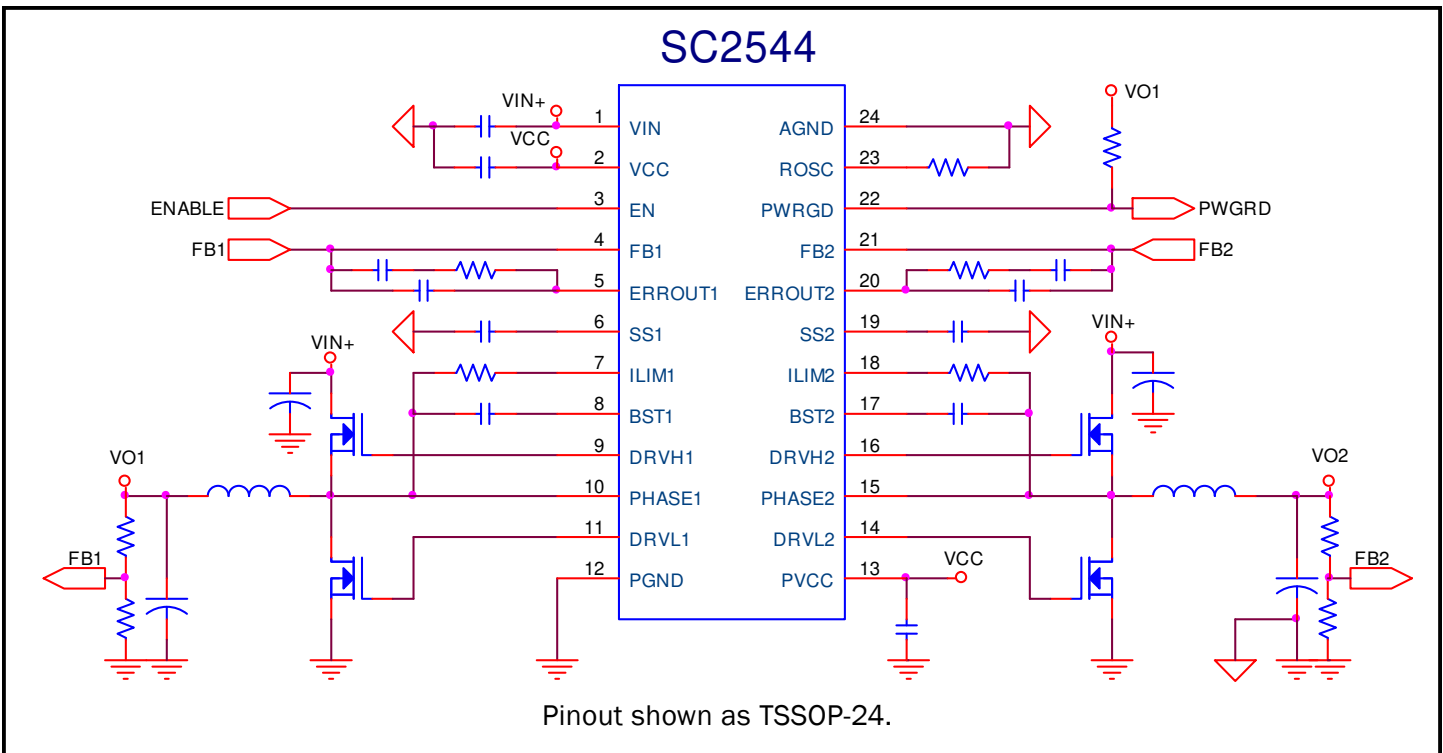 SC2544
VIN+
1
VIN
VCC
2
VCC
ENABLE
3
EN
FB1
4
FB1
5
ERROUT1
6
SS1
VIN+
7
ILIM1
8
BST1
9
DRVH1
VO1
10
PHASE1
11
DRVL1
FB1
12
PGND
AGND
24
VO1
ROSC
23
PWRGD
22
PWGRD
FB2
21
FB2
ERROUT2
20
SS2
19
VIN+
ILIM2
18
BST2
17
DRVH2
16
VO2
PHASE2
15
DRVL2
14
VCC
FB2
PVCC
13
Pinout shown as TSSOP-24.